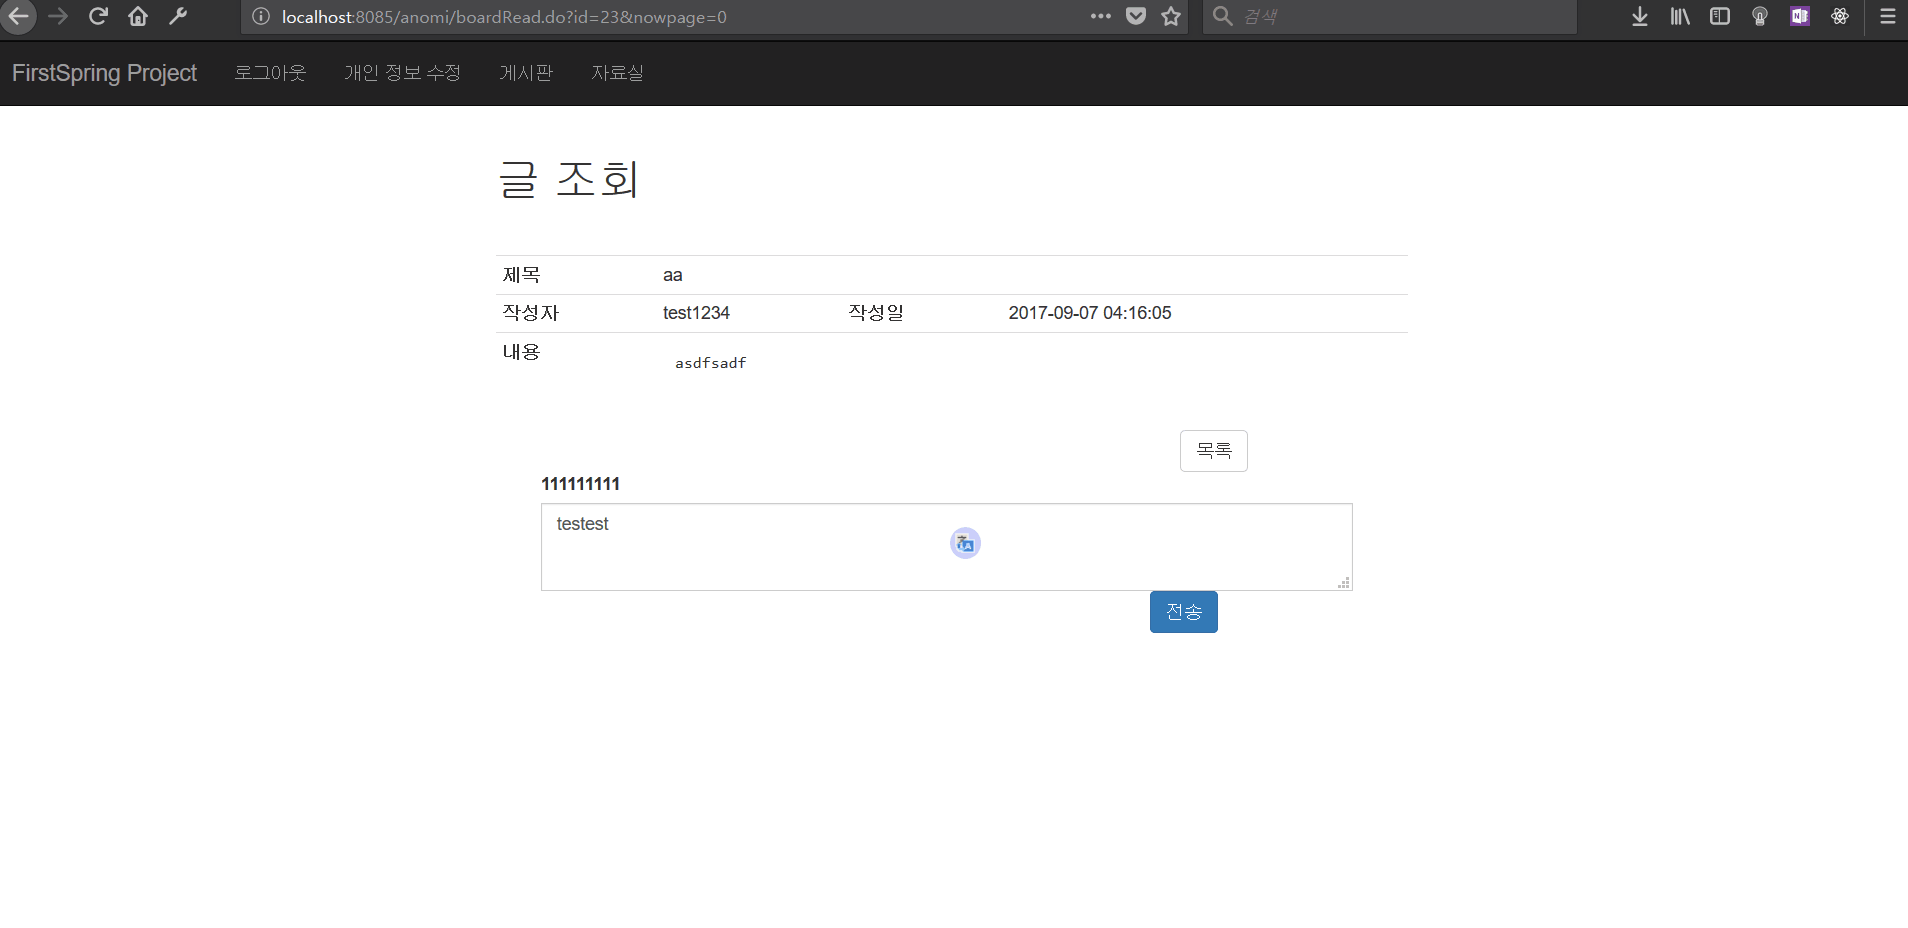 localhost:8085/anomi/boardRead.do?id=23&nowpage=0 검색
FirstSpring Project 로그아웃 개인 정보 수정 게시판 자료실
글 조회
제목 aa
작성자 test1234 작성일 2017-09-07 04:16:05
내용 asdfsadf
목록
111111111
testest
전송